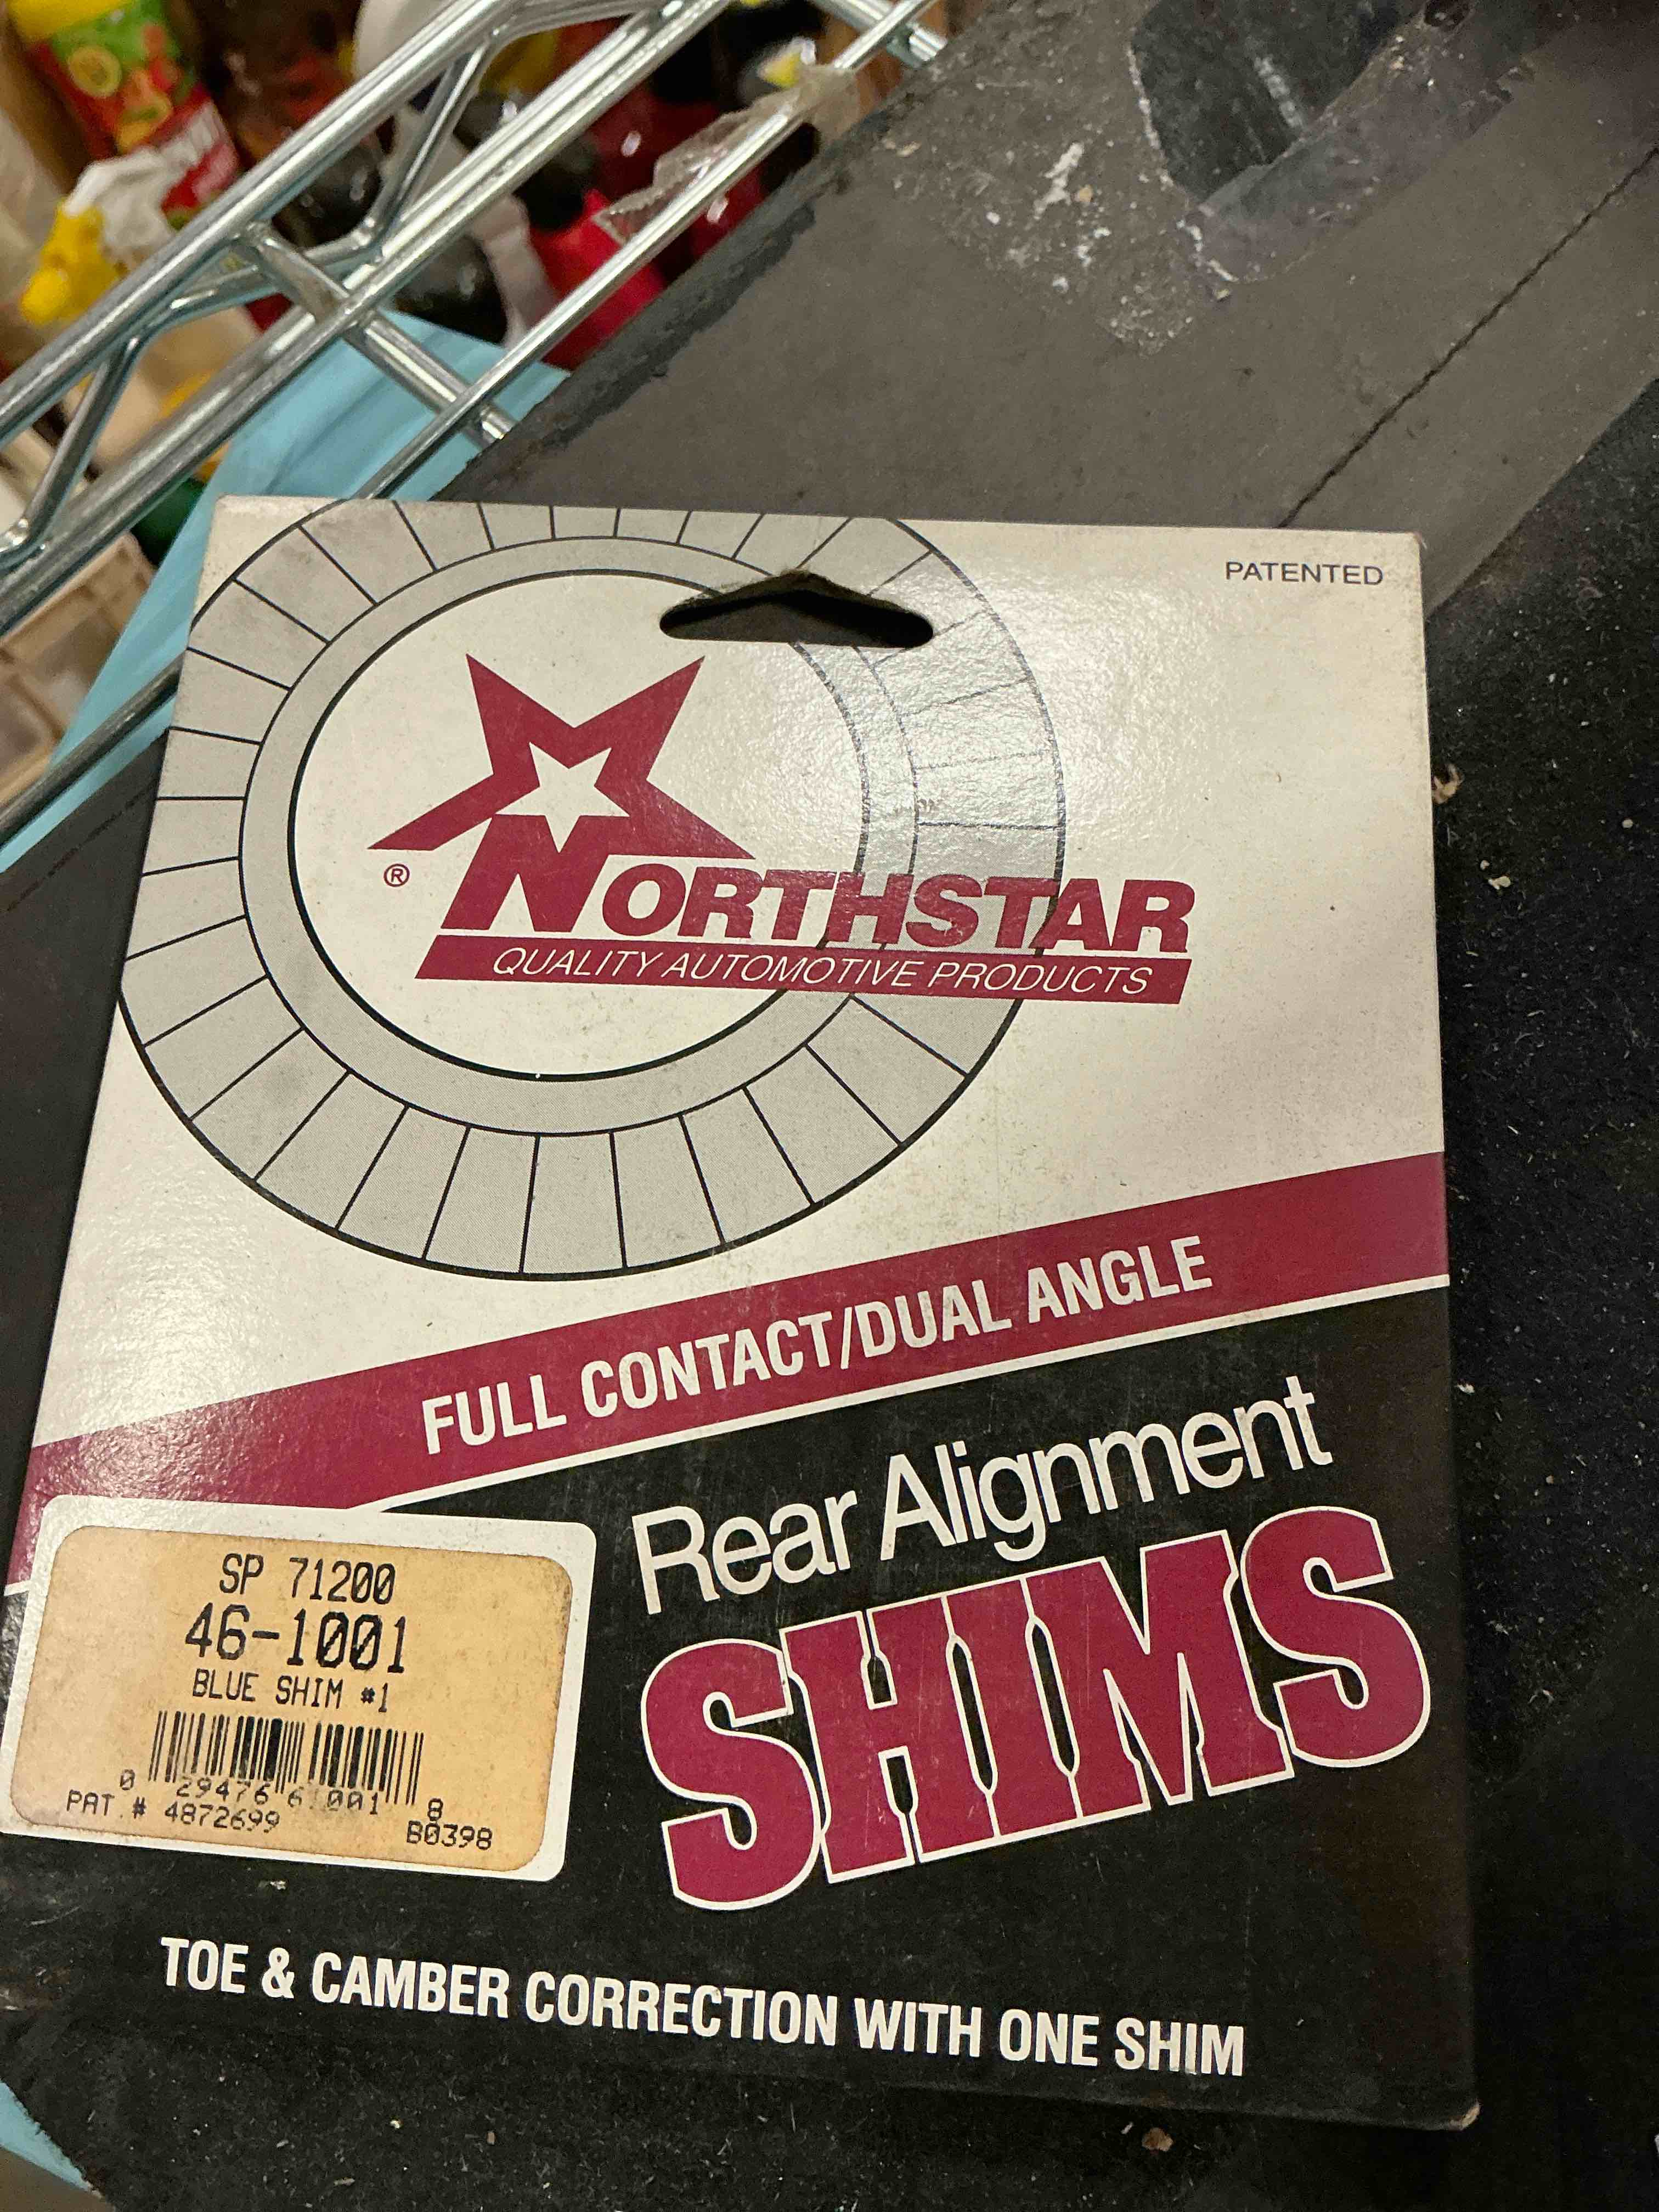 PATENTED
®
NORTHSTAR
QUALITY AUTOMOTIVE PRODUCTS
FULL CONTACT/DUAL ANGLE
Rear Alignment
SHIMS
SP 71200
46-1001
BLUE SHIM #1
0 29476 61001 8
PAT.# 4872699 B0398
TOE & CAMBER CORRECTION WITH ONE SHIM